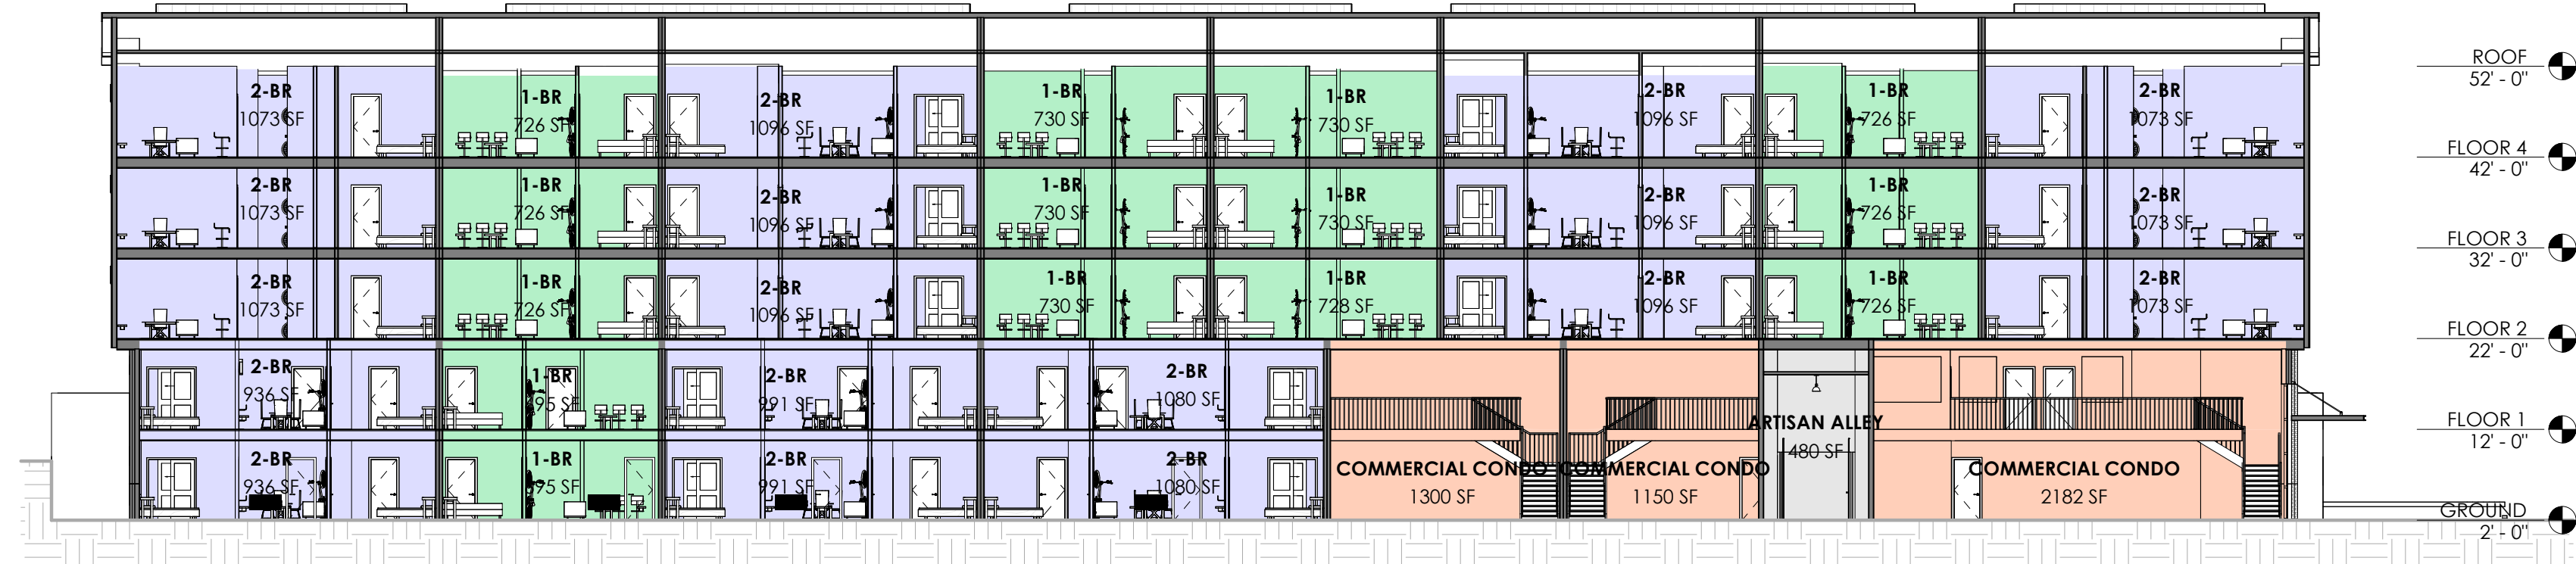 ROOF
52' - 0"
2-BR
1073 SF
1-BR
726 SF
2-BR
1096 SF
1-BR
730 SF
1-BR
730 SF
2-BR
1096 SF
1-BR
726 SF
2-BR
1073 SF
FLOOR 4
42' - 0"
2-BR
1073 SF
1-BR
726 SF
2-BR
1096 SF
1-BR
730 SF
1-BR
730 SF
2-BR
1096 SF
1-BR
726 SF
2-BR
1073 SF
FLOOR 3
32' - 0"
2-BR
1073 SF
1-BR
726 SF
2-BR
1096 SF
1-BR
730 SF
1-BR
728 SF
2-BR
1096 SF
1-BR
726 SF
2-BR
1073 SF
FLOOR 2
22' - 0"
2-BR
936 SF
1-BR
SF
2-BR
991 SF
2-BR
1080 SF
ARTISAN ALLEY
480 SF
FLOOR 1
12' - 0"
2-BR
936 SF
1-BR
SF
2-BR
991 SF
2-BR
1080 SF
COMMERCIAL CONDO
1300 SF
COMMERCIAL CONDO
1150 SF
COMMERCIAL CONDO
2182 SF
GROUND
2' - 0"